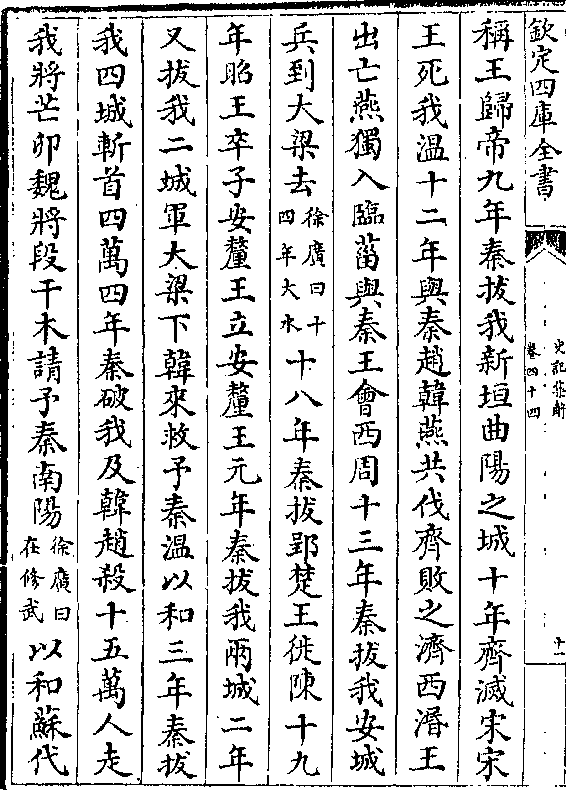 欽定四庫全書
史記集解
卷四十四
十一
稱王歸帝九年秦拔我新垣曲陽之城十年齊滅宋宋
王死我溫十二年與秦趙韓燕共伐齊敗之濟西湣王
出亡燕獨入臨菑與秦王會西周十三年秦拔我安城
兵到大梁去徐廣曰十四年大水十八年秦拔郢楚王徙陳十九
年昭王卒子安釐王立安釐王元年秦拔我兩城二年
又拔我二城軍大梁下韓來救予秦溫以和三年秦拔
我四城斬首四萬四年秦破我及韓趙殺十五萬人走
我將芒卯魏將段干木請予秦南陽徐廣曰在修武以和蘇代